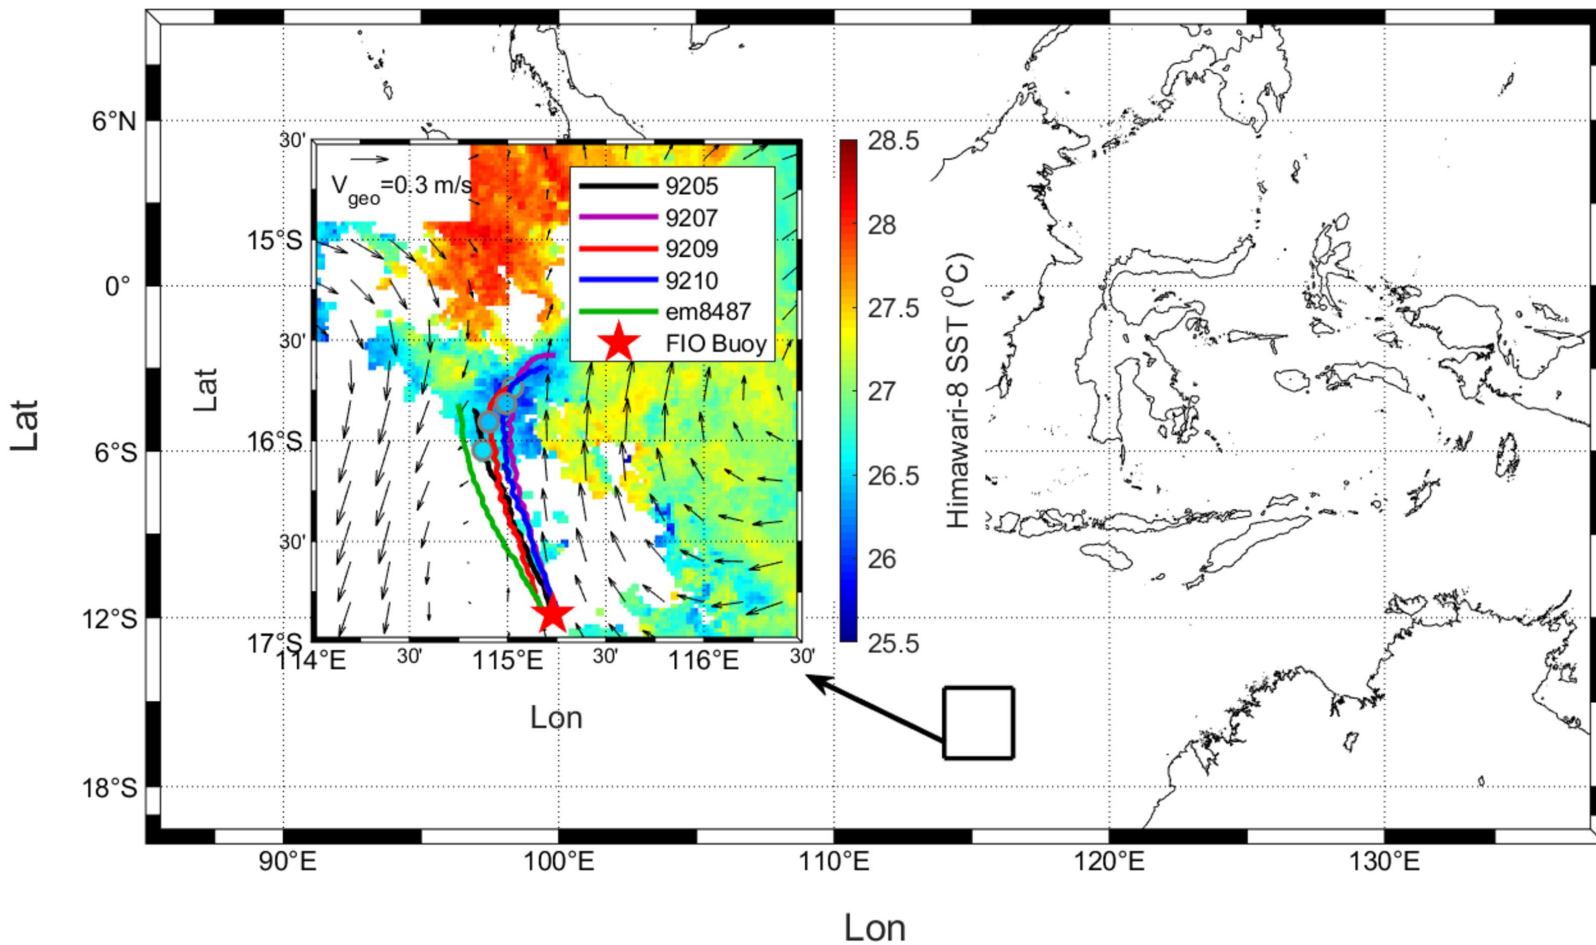 6°N
0°
6°S
12°S
18°S
Lat
90°E
100°E
110°E
120°E
130°E
Lon
30'
15°S
30'
16°S
30'
17°S
Lat
114°E
30'
115°E
30'
116°E
30'
Lon
Vgeo=0.3 m/s
9205
9207
9209
9210
em8487
FIO Buoy
28.5
28
27.5
27
26.5
26
25.5
Himawari-8 SST (°C)